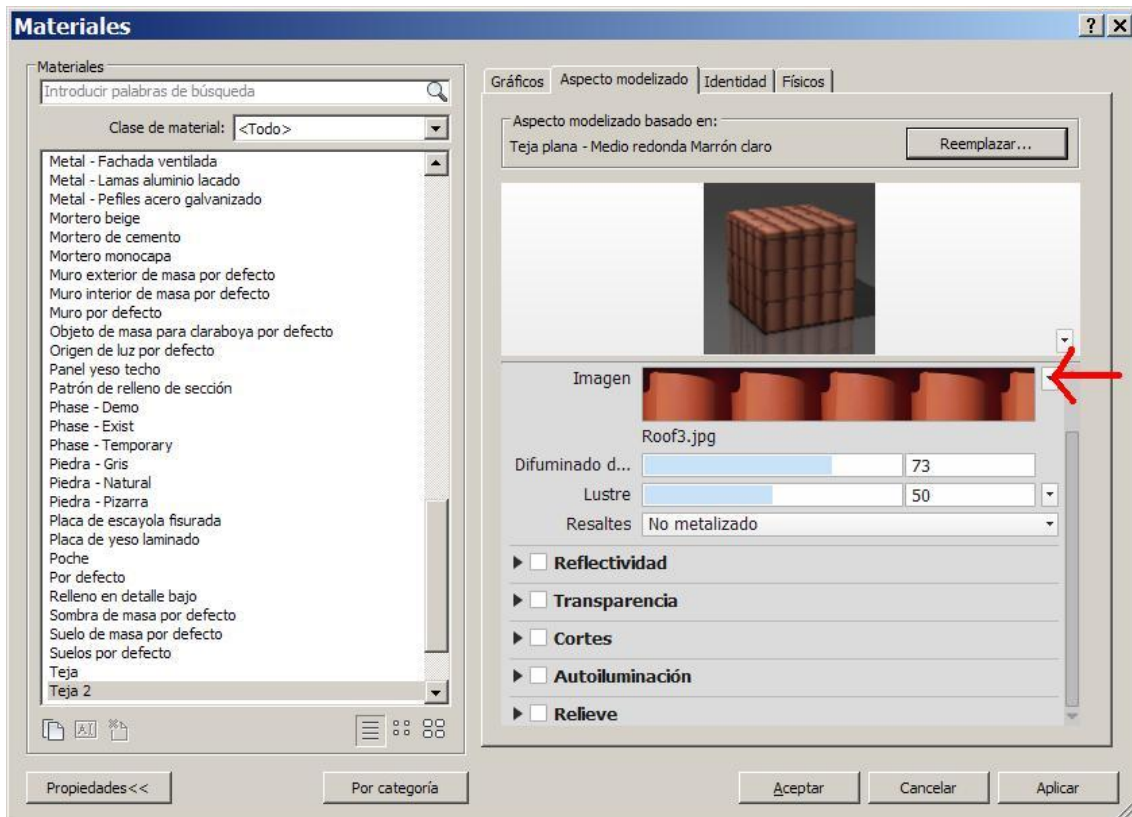 Materiales
Materiales
Introducir palabras de búsqueda
Clase de material: <Todo>
Metal - Fachada ventilada
Metal - Lamas aluminio lacado
Metal - Pefiles acero galvanizado
Mortero beige
Mortero de cemento
Mortero monocapa
Muro exterior de masa por defecto
Muro interior de masa por defecto
Muro por defecto
Objeto de masa para claraboya por defecto
Origen de luz por defecto
Panel yeso techo
Patrón de relleno de sección
Phase - Demo
Phase - Exist
Phase - Temporary
Piedra - Gris
Piedra - Natural
Piedra - Pizarra
Placa de escayola fisurada
Placa de yeso laminado
Poche
Por defecto
Relleno en detalle bajo
Sombra de masa por defecto
Suelo de masa por defecto
Suelos por defecto
Teja
Teja 2
Propiedades<<
Por categoría
Gráficos Aspecto modelizado Identidad Físicos
Aspecto modelizado basado en:
Teja plana - Medio redonda Marrón claro
Reemplazar...
Imagen
Roof3.jpg
Difuminado d... 73
Lustre 50
Resaltes No metalizado
Reflectividad
Transparencia
Cortes
Autoiluminación
Relieve
Aceptar Cancelar Aplicar